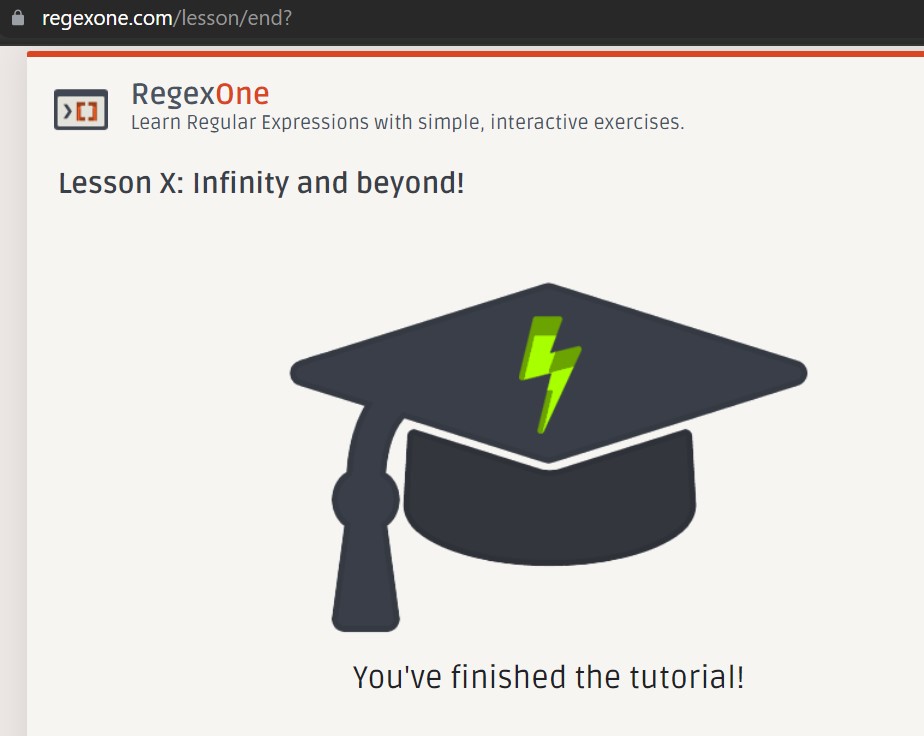 regexone.com/lesson/end?
RegexOne
Learn Regular Expressions with simple, interactive exercises.
Lesson X: Infinity and beyond!
You've finished the tutorial!